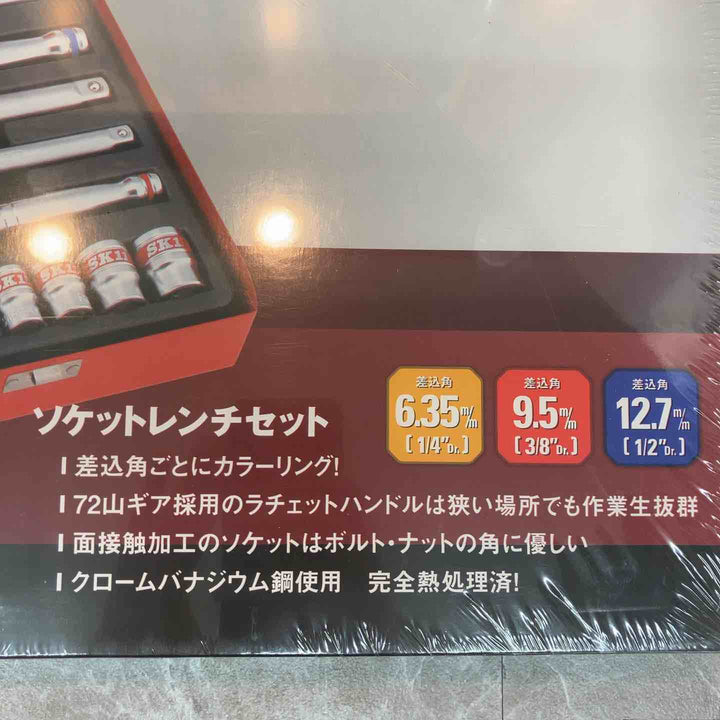 SK11
SK11
SK11
ソケットレンチセット
差込角
6.35m/m
[1/4"Dr.]
差込角
9.5m/m
[3/8"Dr.]
差込角
12.7m/m
[1/2"Dr.]
差込角ごとにカラーリング!
72山ギア採用のラチェットハンドルは狭い場所でも作業生抜群
面接触加工のソケットはボルト・ナットの角に優しい
クロームバナジウム鋼使用 完全熱処理済!